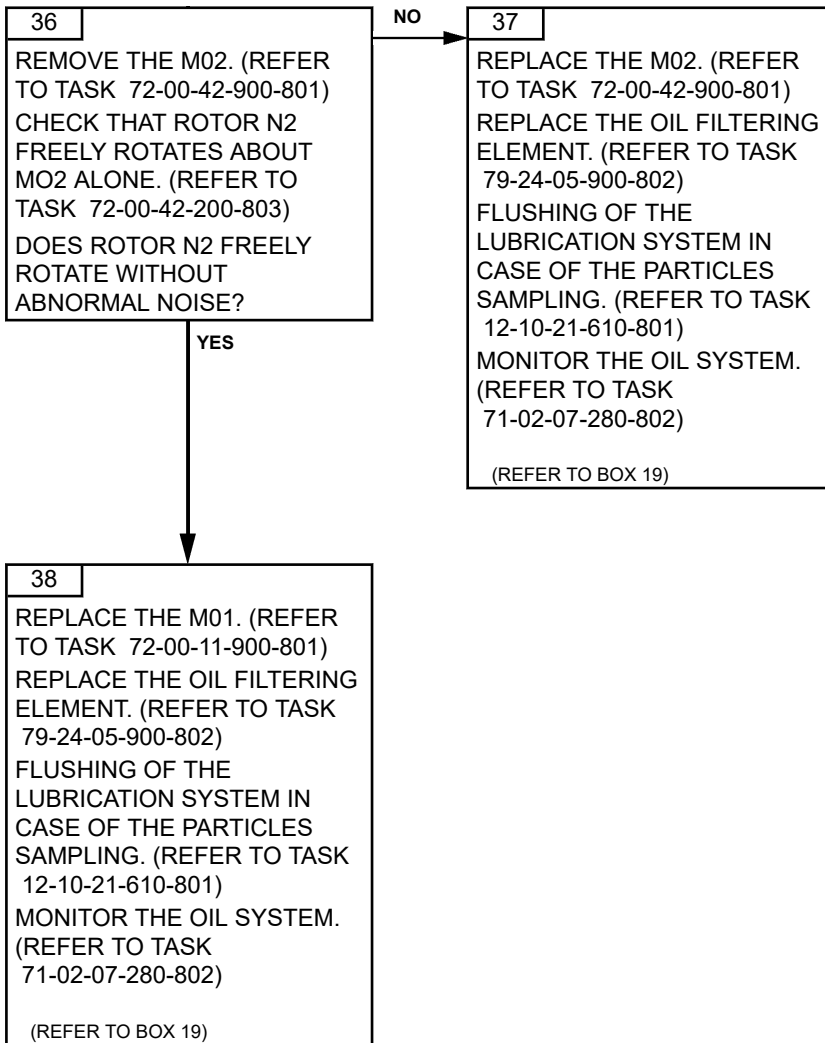 36
REMOVE THE M02. (REFER
TO TASK 72-00-42-900-801)
CHECK THAT ROTOR N2
FREELY ROTATES ABOUT
MO2 ALONE. (REFER TO
TASK 72-00-42-200-803)
DOES ROTOR N2 FREELY
ROTATE WITHOUT
ABNORMAL NOISE?
NO
37
REPLACE THE M02. (REFER
TO TASK 72-00-42-900-801)
REPLACE THE OIL FILTERING
ELEMENT. (REFER TO TASK
79-24-05-900-802)
FLUSHING OF THE
LUBRICATION SYSTEM IN
CASE OF THE PARTICLES
SAMPLING. (REFER TO TASK
12-10-21-610-801)
MONITOR THE OIL SYSTEM.
(REFER TO TASK
71-02-07-280-802)
(REFER TO BOX 19)
YES
38
REPLACE THE M01. (REFER
TO TASK 72-00-11-900-801)
REPLACE THE OIL FILTERING
ELEMENT. (REFER TO TASK
79-24-05-900-802)
FLUSHING OF THE
LUBRICATION SYSTEM IN
CASE OF THE PARTICLES
SAMPLING. (REFER TO TASK
12-10-21-610-801)
MONITOR THE OIL SYSTEM.
(REFER TO TASK
71-02-07-280-802)
(REFER TO BOX 19)